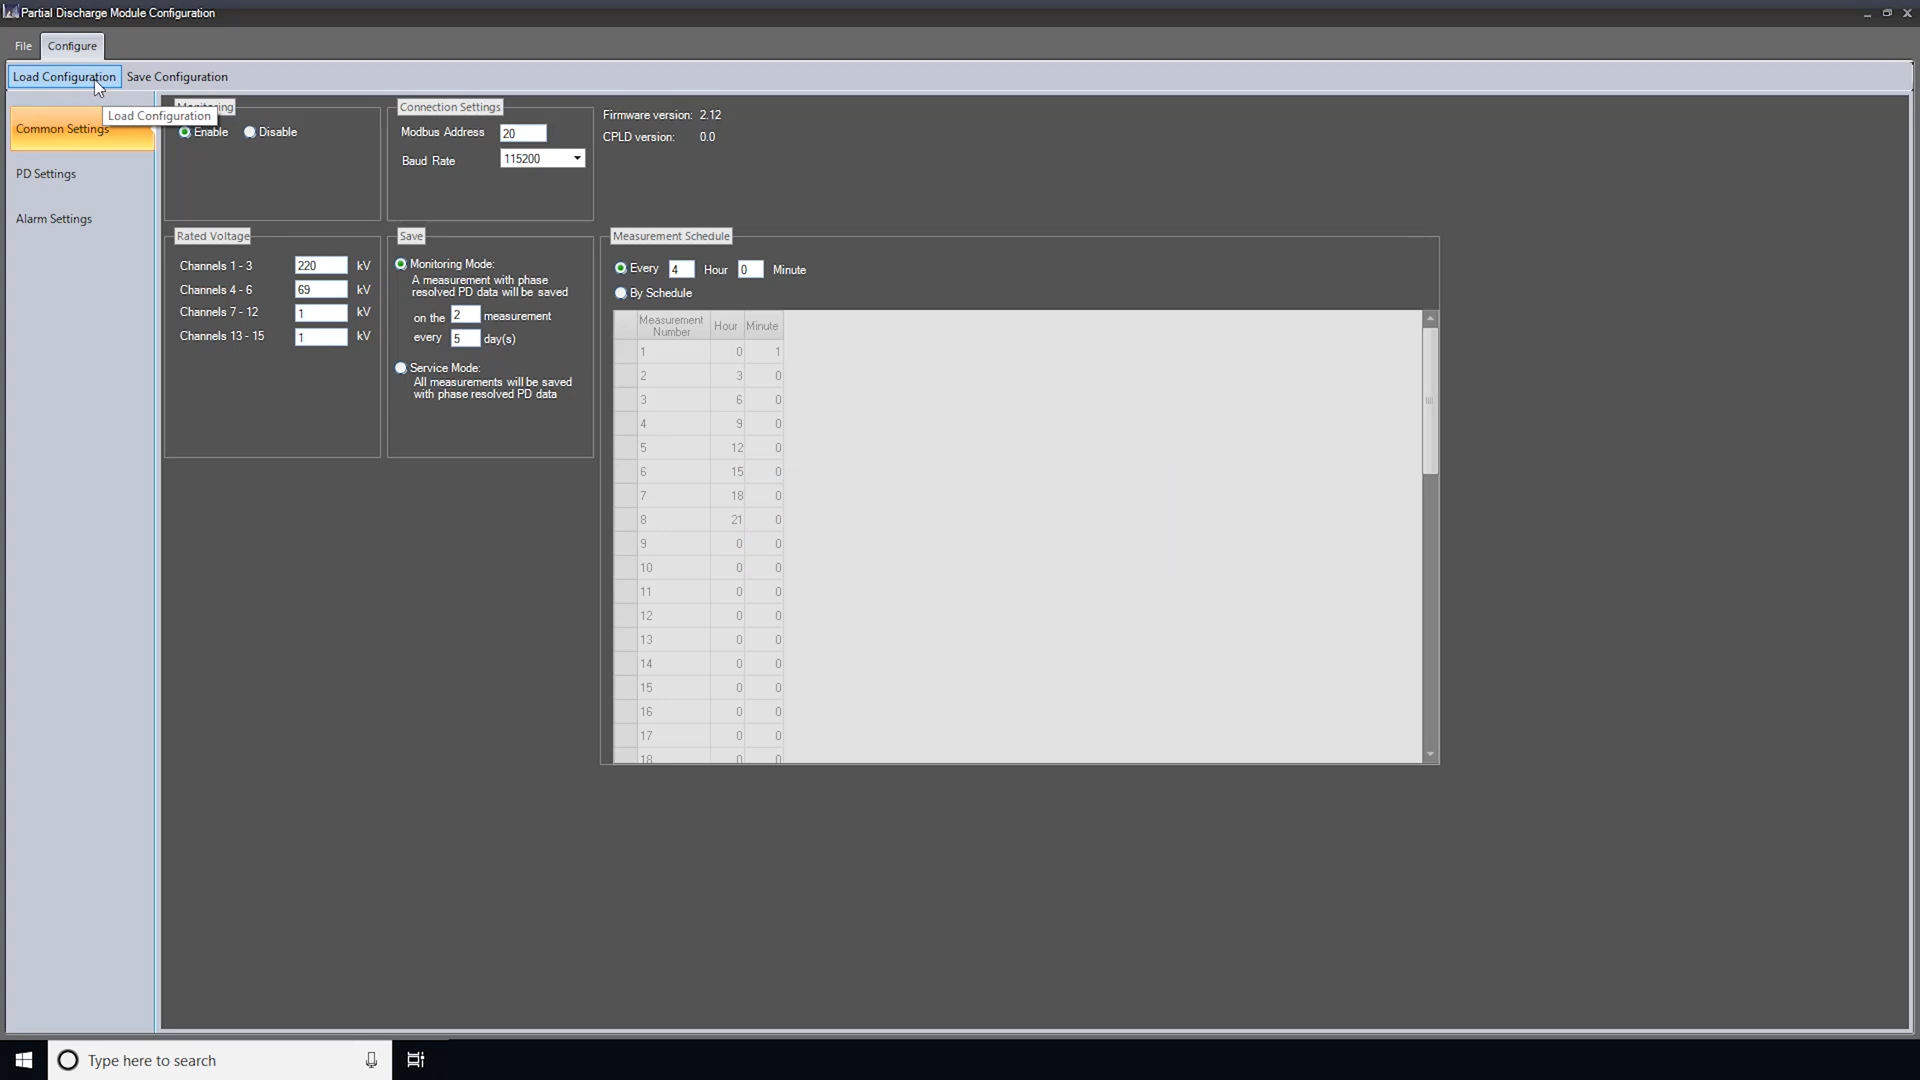 Partial Discharge Module Configuration
File Configure
Load Configuration Save Configuration
Load Configuration
Common Settings
PD Settings
Alarm Settings
Monitoring
Enable Disable
Connection Settings
Modbus Address 20
Baud Rate 115200
Firmware version: 2.12
CPLD version: 0.0
Rated Voltage
Channels 1 - 3 220 kV
Channels 4 - 6 69 kV
Channels 7 - 12 1 kV
Channels 13 - 15 1 kV
Save
Monitoring Mode:
A measurement with phase
resolved PD data will be saved
on the 2 measurement
every 5 day(s)
Service Mode:
All measurements will be saved
with phase resolved PD data
Measurement Schedule
Every 4 Hour 0 Minute
By Schedule
Measurement Number Hour Minute
1 0 1
2 3 0
3 6 0
4 9 0
5 12 0
6 15 0
7 18 0
8 21 0
9 0 0
10 0 0
11 0 0
12 0 0
13 0 0
14 0 0
15 0 0
16 0 0
17 0 0
18 0 0
Type here to search